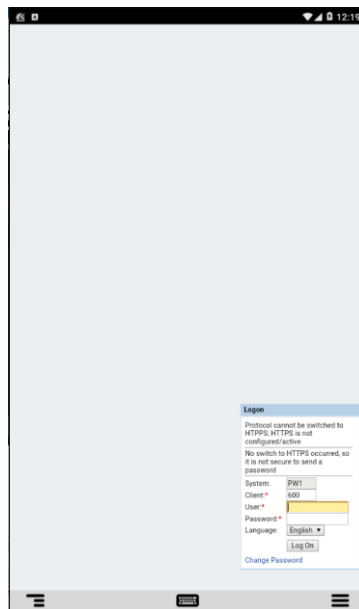 12:19
Logon
Protocol cannot be switched to
HTPPS; HTTPS is not
configured/active
No switch to HTTPS occurred, so
it is not secure to send a
password
System: PW1
Client:* 600
User:*
Password:*
Language: English
Log On
Change Password